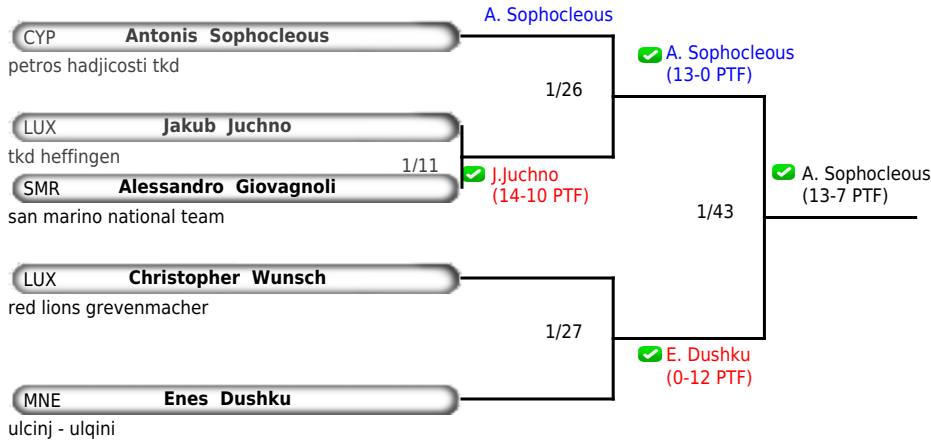 A. Sophocleous
CYP Antonis Sophocleous
petros hadjicosti tkd
A. Sophocleous
(13-0 PTF)
1/26
LUX Jakub Juchno
tkd heffingen
1/11
J.Juchno
(14-10 PTF)
SMR Alessandro Giovagnoli
san marino national team
A. Sophocleous
(13-7 PTF)
1/43
LUX Christopher Wunsch
red lions grevenmacher
1/27
E. Dushku
(0-12 PTF)
MNE Enes Dushku
ulcinj - ulqini